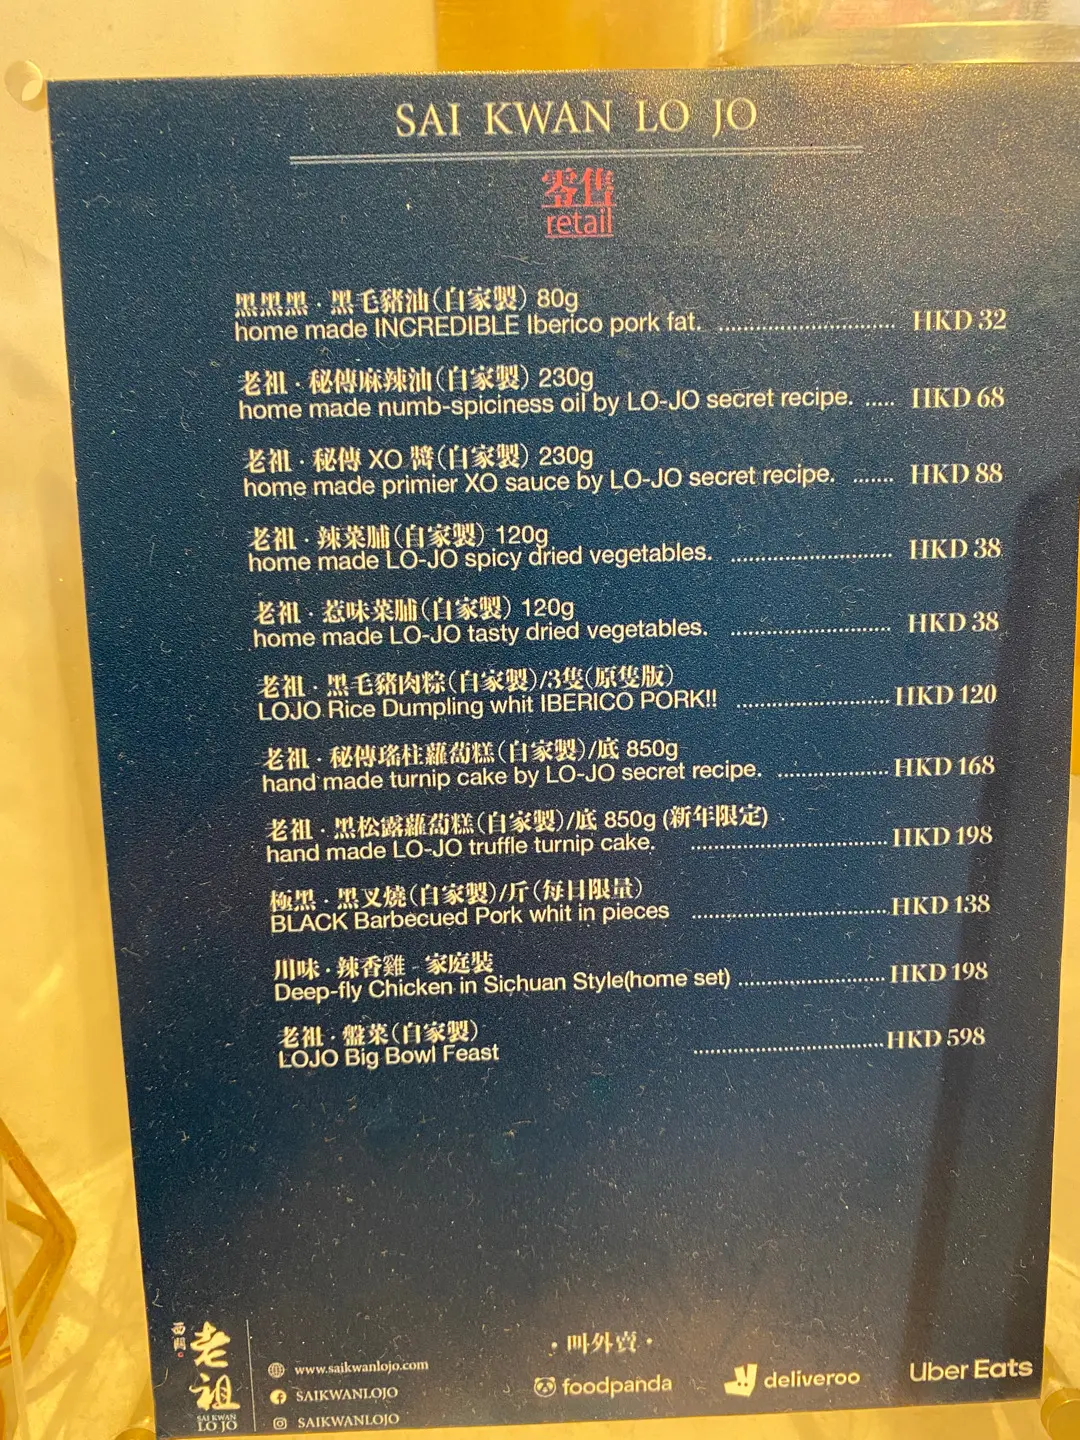 SAI KWAN LO JO
零售
retail
黑黑黑·黑毛豬油(自家製) 80g
home made INCREDIBLE Iberico pork fat. HKD 32
老祖·秘傳麻辣油(自家製) 230g
home made numb-spiciness oil by LO-JO secret recipe. HKD 68
老祖·秘傳 XO 醬(自家製) 230g
home made primier XO sauce by LO-JO secret recipe. HKD 88
老祖·辣菜脯(自家製) 120g
home made LO-JO spicy dried vegetables. HKD 38
老祖·惹味菜脯(自家製) 120g
home made LO-JO tasty dried vegetables. HKD 38
老祖·黑毛豬肉粽(自家製)/3隻(原隻版)
LOJO Rice Dumpling whit IBERICO PORK!! HKD 120
老祖·秘傳瑤柱蘿蔔糕(自家製)/底 850g
hand made turnip cake by LO-JO secret recipe. HKD 168
老祖·黑松露蘿蔔糕(自家製)/底 850g (新年限定)
hand made LO-JO truffle turnip cake. HKD 198
極黑·黑叉燒(自家製)/斤(每日限量)
BLACK Barbecued Pork whit in pieces HKD 138
川味·辣香雞 - 家庭裝
Deep-fly Chicken in Sichuan Style(home set) HKD 198
老祖·盤菜(自家製)
LOJO Big Bowl Feast HKD 598
西關
老祖
SAI KWAN
LO JO
www.saikwanlojo.com
SAIKWANLOJO
SAIKWANLOJO
·叫外賣·
foodpanda
deliveroo
Uber Eats